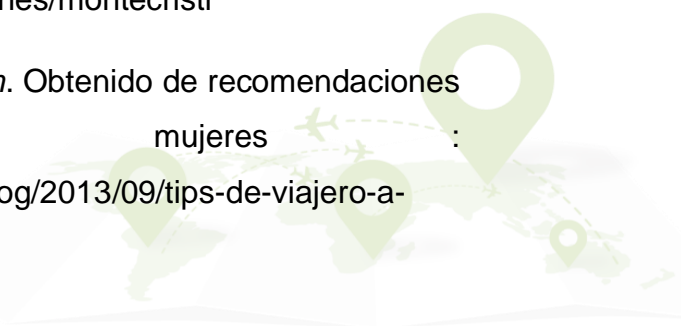 nes/montecristi
n. Obtenido de recomendaciones
mujeres :
og/2013/09/tips-de-viajero-a-